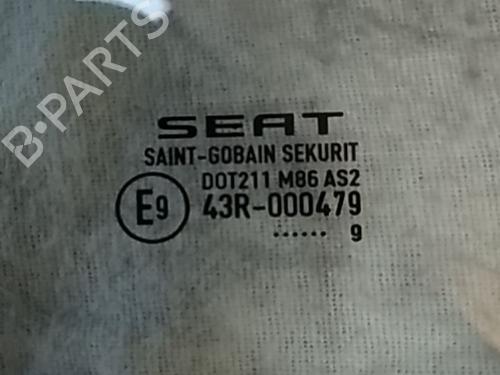 B-PARTS
SEAT
SAINT-GOBAIN SEKURIT
DOT211 M86 AS2
E9 43R-000479
...... 9